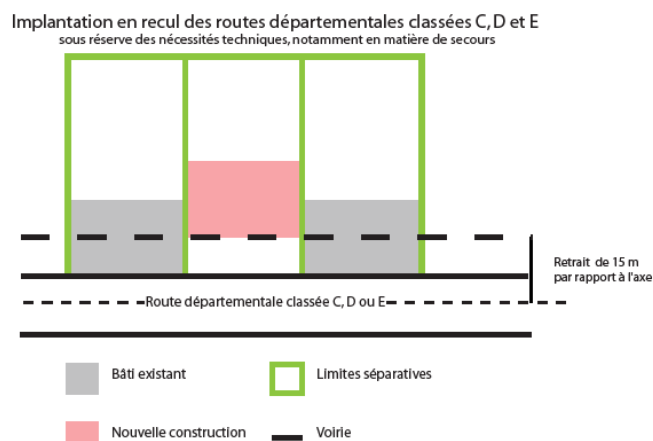 Implantation en recul des routes départementales classées C, D et E
sous réserve des nécessités techniques, notamment en matière de secours
Retrait de 15 m
par rapport à l'axe
Route départementale classée C, D ou E
Bâti existant
Limites séparatives
Nouvelle construction
Voirie